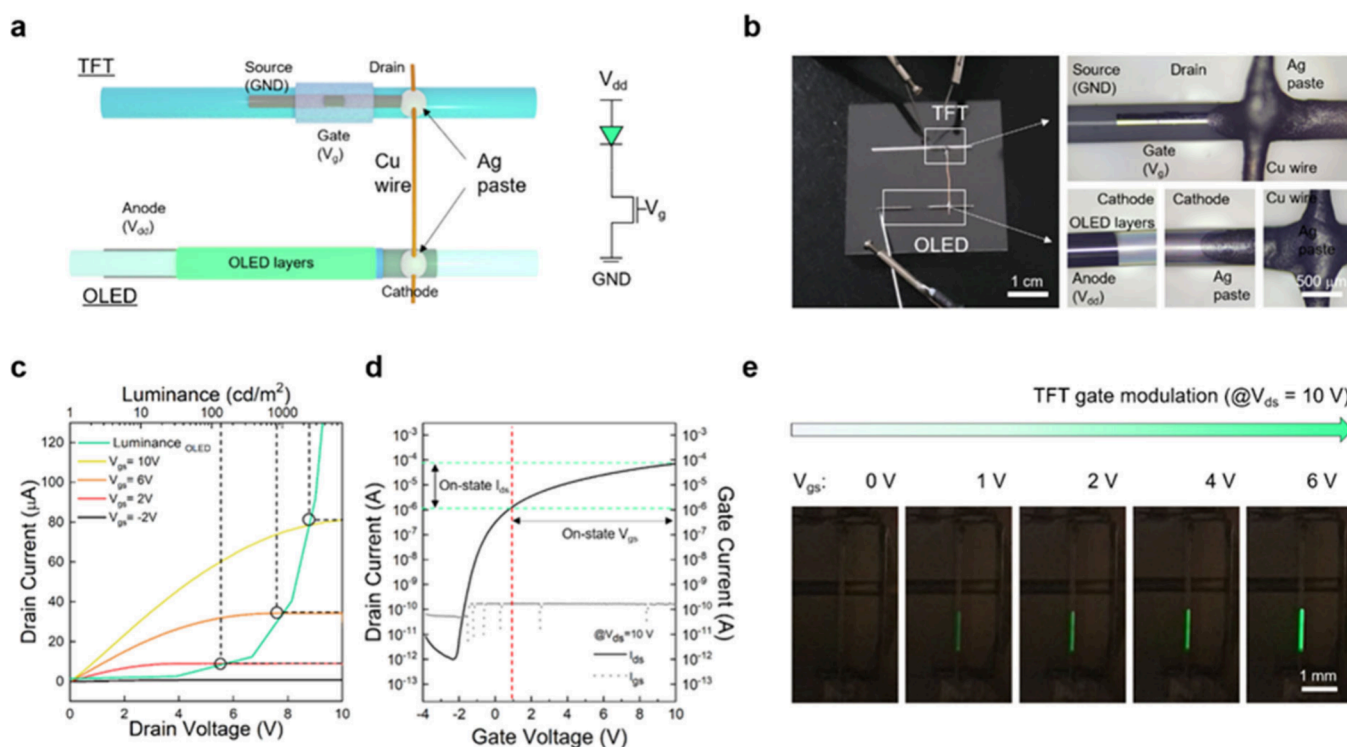 a
TFT
Source
(GND)
Drain
Gate
(Vg)
Cu
wire
Ag
paste
Anode
(Vdd)
OLED layers
Cathode
OLED
Vdd
Vg
GND
b
TFT
OLED
1 cm
Source
(GND)
Drain
Ag
paste
Gate
(Vg)
Cu wire
Cathode
OLED layers
Anode
(Vdd)
Cathode
Ag
paste
Cu wire
Ag
paste
500 μm
c
Luminance (cd/m²)
1 10 100 1000
Luminance OLED
Vgs= 10V
Vgs= 6V
Vgs= 2V
Vgs= -2V
Drain Current (μA)
120
100
80
60
40
20
0
0 2 4 6 8 10
Drain Voltage (V)
d
Drain Current (A)
10⁻³
10⁻⁴
10⁻⁵
10⁻⁶
10⁻⁷
10⁻⁸
10⁻⁹
10⁻¹⁰
10⁻¹¹
10⁻¹²
10⁻¹³
On-state Ids
On-state Vgs
@Vds=10 V
Ids
Igs
10⁻³
10⁻⁴
10⁻⁵
10⁻⁶
10⁻⁷
10⁻⁸
10⁻⁹
10⁻¹⁰
10⁻¹¹
10⁻¹²
10⁻¹³
Gate Current (A)
-4 -2 0 2 4 6 8 10
Gate Voltage (V)
e
TFT gate modulation (@Vds = 10 V)
Vgs: 0 V 1 V 2 V 4 V 6 V
1 mm